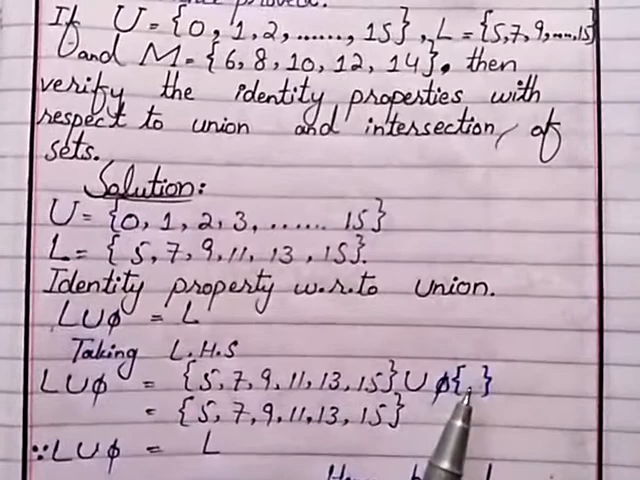 If U = {0, 1, 2, ......, 15}, L = {5, 7, 9, ...., 15}
and M = {6, 8, 10, 12, 14}. then
verify the identity properties with
respect to union and intersection of
sets.
Solution:
U = {0, 1, 2, 3, ...... 15}
L = { 5, 7, 9, 11, 13, 15}.
Identity property w.r.to Union.
L∪ϕ = L
Taking L.H.S
L∪ϕ = {5, 7, 9, 11, 13, 15}∪ ϕ{ }
= {5, 7, 9, 11, 13, 15}
∵ L∪ϕ = L